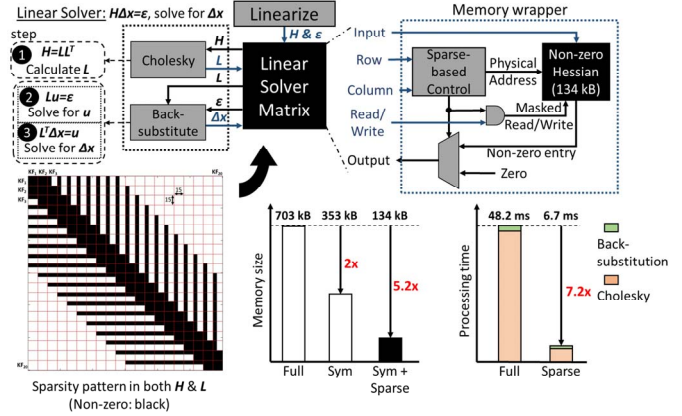 Linear Solver: HΔx=ε, solve for Δx
step
1 H=LLᵀ
Calculate L
2 Lu=ε
Solve for u
3 LᵀΔx=u
Solve for Δx
Cholesky
Back-
substitute
H
L
L
ε
Δx
Linearize
H & ε
Linear
Solver
Matrix
Memory wrapper
Input
Row
Column
Read/
Write
Output
Sparse-
based
Control
Physical
Address
Non-zero
Hessian
(134 kB)
Masked
Read/Write
Non-zero entry
Zero
KF₁ KF₂ KF₃
KF₂₀
KF₁
KF₂
KF₃
15
15
KF₂₀
Sparsity pattern in both H & L
(Non-zero: black)
Memory size
703 kB 353 kB 134 kB
2x
5.2x
Full Sym Sym +
Sparse
Processing time
48.2 ms 6.7 ms
7.2x
Full Sparse
Back-
substitution
Cholesky